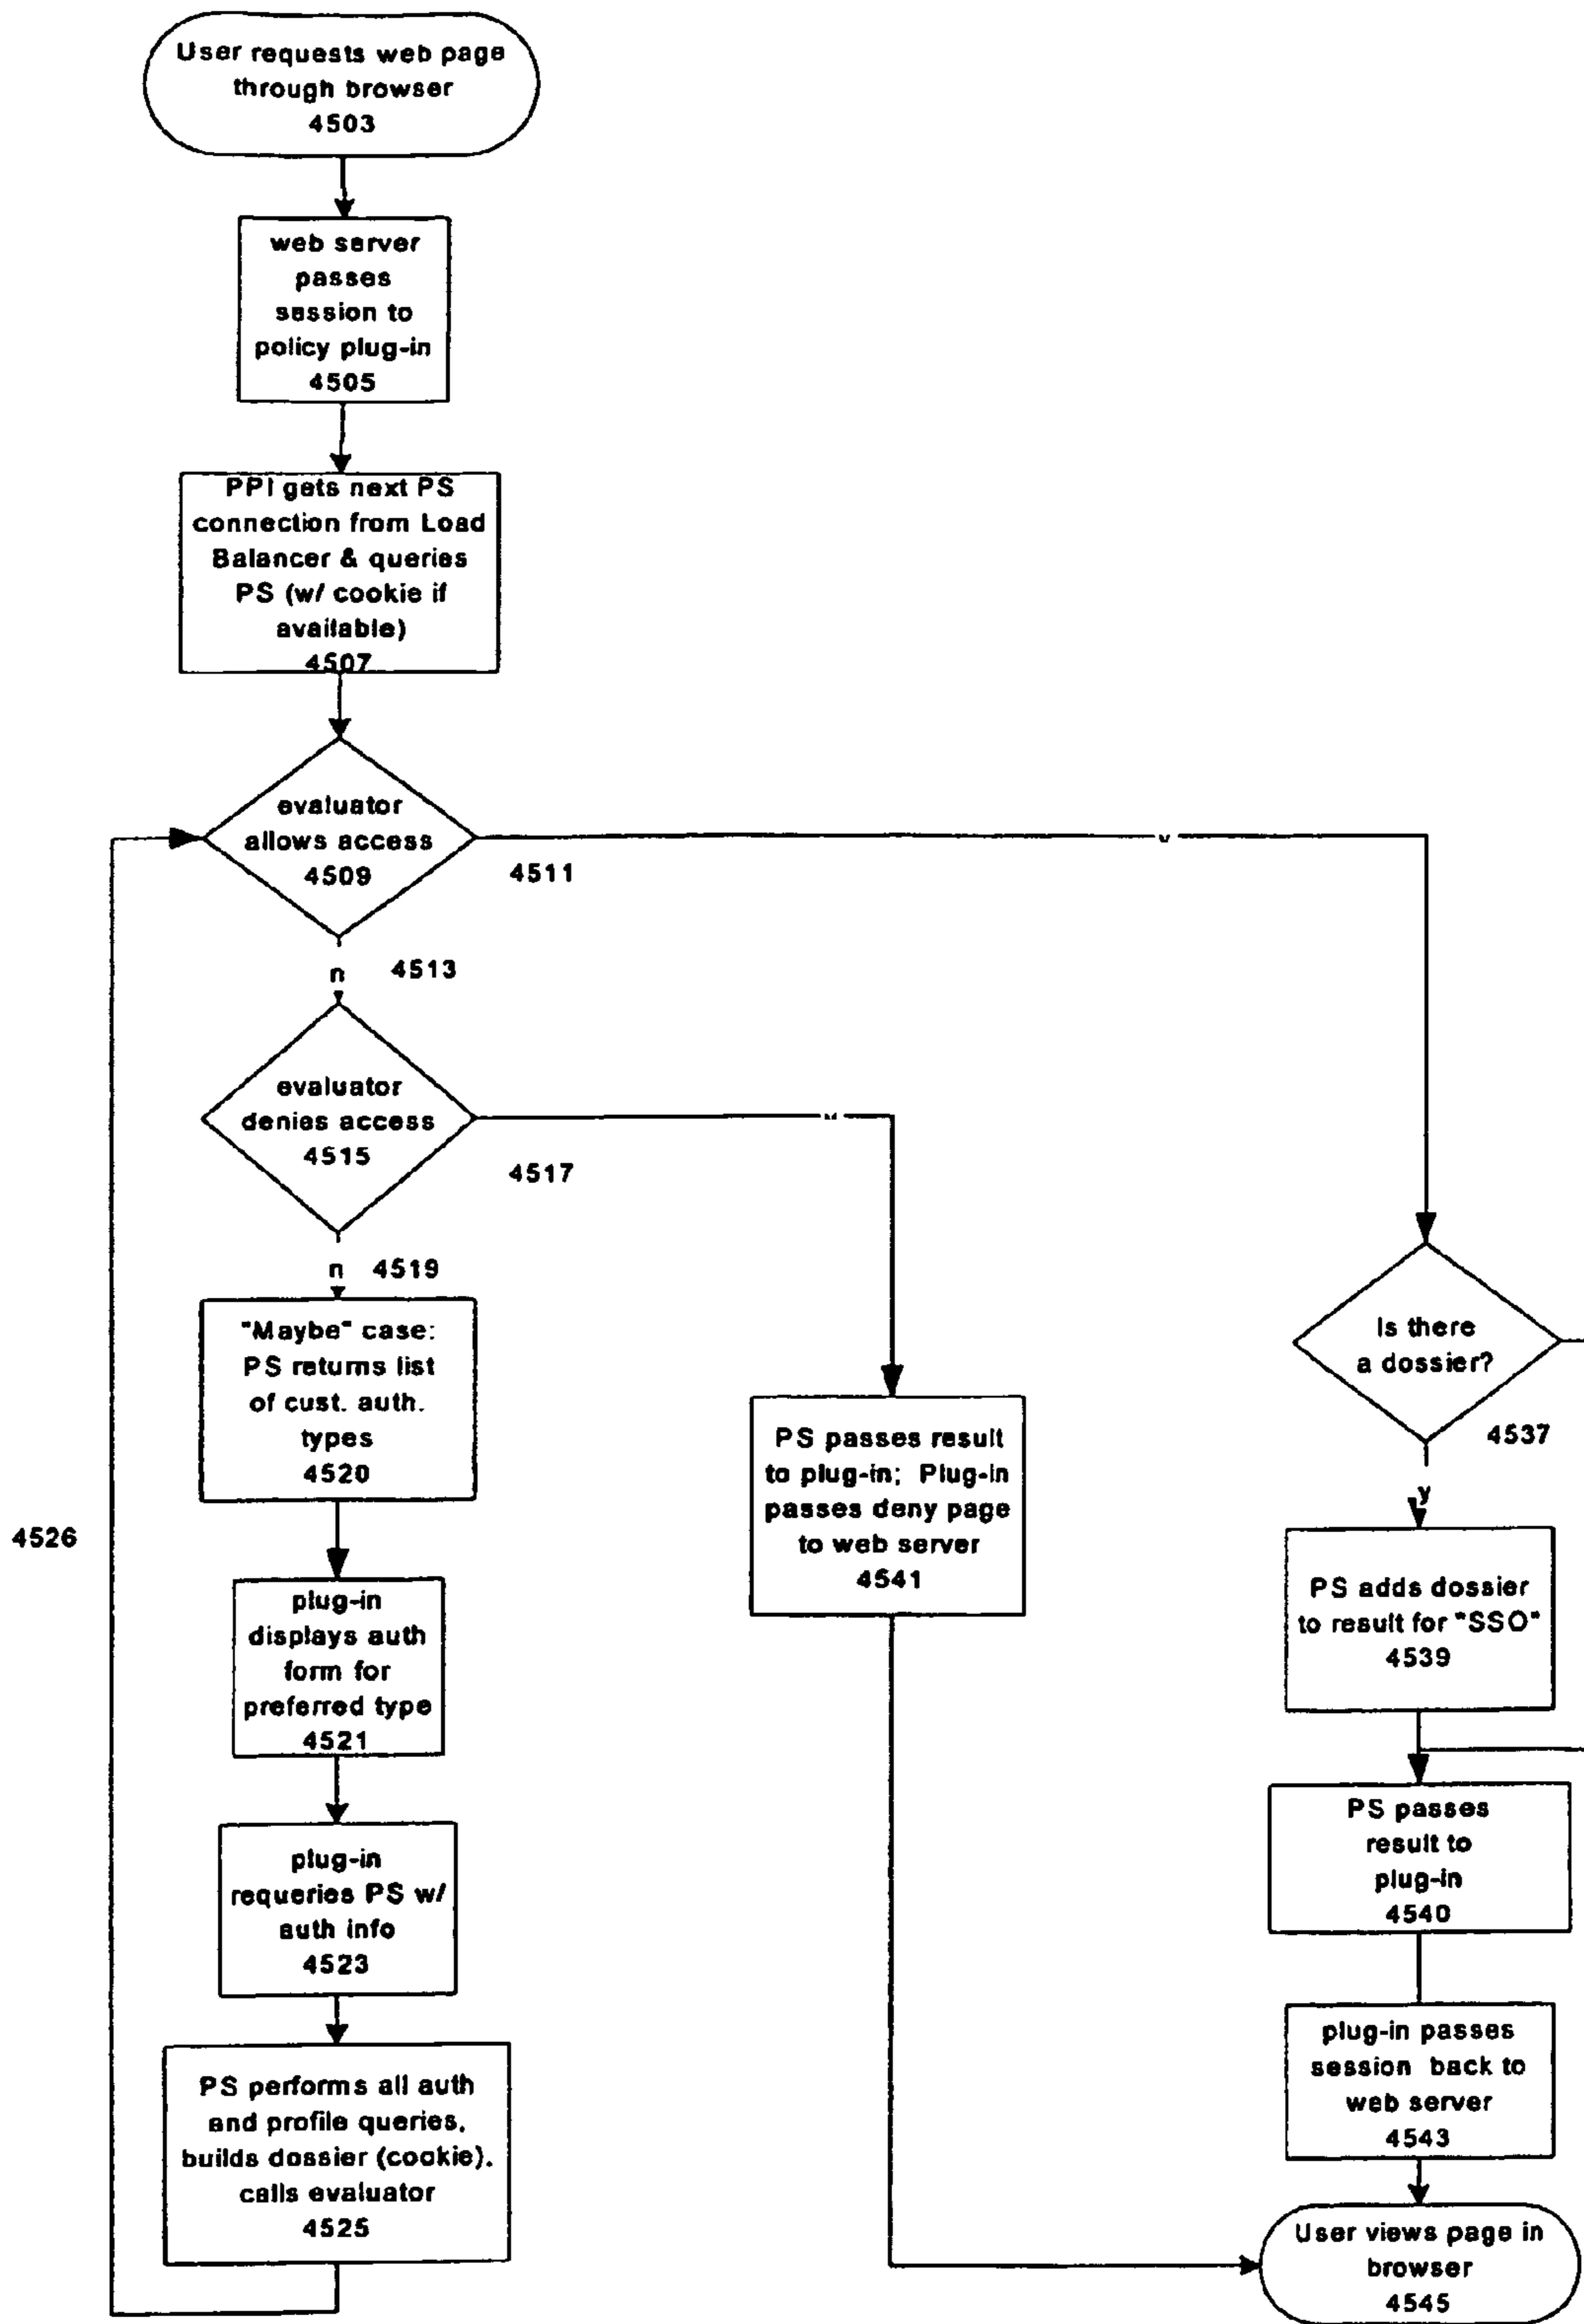 User requests web page
through browser
4503
web server
passes
session to
policy plug-in
4505
PPI gets next PS
connection from Load
Balancer & queries
PS (w/ cookie if
available)
4507
evaluator
allows access
4509
4511
n
4513
evaluator
denies access
4515
4517
n
4519
"Maybe" case:
PS returns list
of cust. auth.
types
4520
plug-in
displays auth
form for
preferred type
4521
plug-in
requeries PS w/
auth info
4523
PS performs all auth
and profile queries,
builds dossier (cookie),
calls evaluator
4525
4526
PS passes result
to plug-in; Plug-in
passes deny page
to web server
4541
Is there
a dossier?
4537
y
PS adds dossier
to result for "SSO"
4539
PS passes
result to
plug-in
4540
plug-in passes
session back to
web server
4543
User views page in
browser
4545